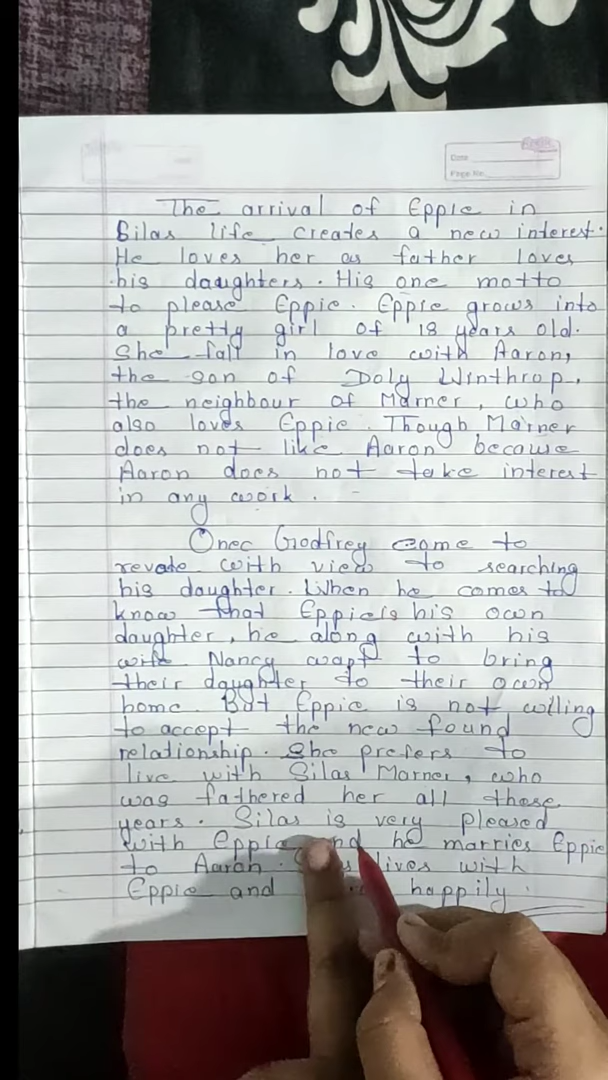 Date
Page No.
The arrival of Eppie in
Silas life creates a new interest.
He loves her as father loves
his daughters. His one motto
to please Eppie. Eppie grows into
a pretty girl of 18 years old.
She fall in love with Aaron,
the son of Doly Winthrop,
the neighbour of Marner, who
also loves Eppie. Though Marner
does not like Aaron because
Aaron does not take interest
in any work.
Onec Godfrey come to
revate with view to searching
his daughter. When he comes to
know that Eppie is his own
daughter, he along with his
wife Nancy want to bring
their daughter to their own
home. But Eppie is not willing
to accept the new found
relationship. She prefers to
live with Silas Marner, who
was fathered her all these
years. Silas is very pleased
with Eppie and he marries Eppie
to Aaron. lives with
Eppie and happily.